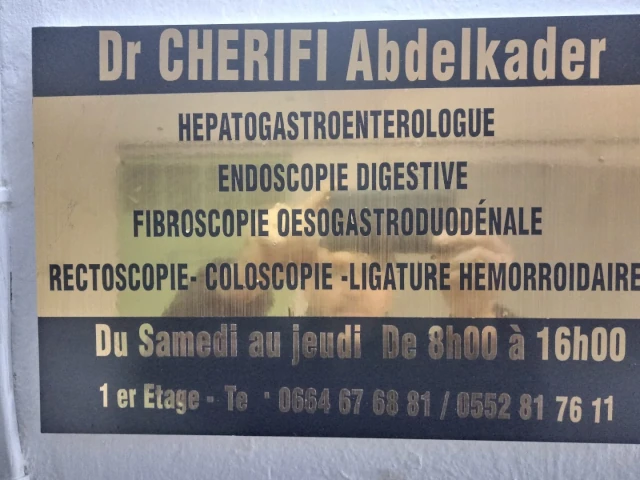 Dr CHERIFI Abdelkader
HEPATOGASTROENTEROLOGUE
ENDOSCOPIE DIGESTIVE
FIBROSCOPIE OESOGASTRODUODÉNALE
RECTOSCOPIE- COLOSCOPIE -LIGATURE HEMORROIDAIRE
Du Samedi au jeudi De 8h00 à 16h00
1 er Etage - Te : 0664 67 68 81 / 0552 81 76 11